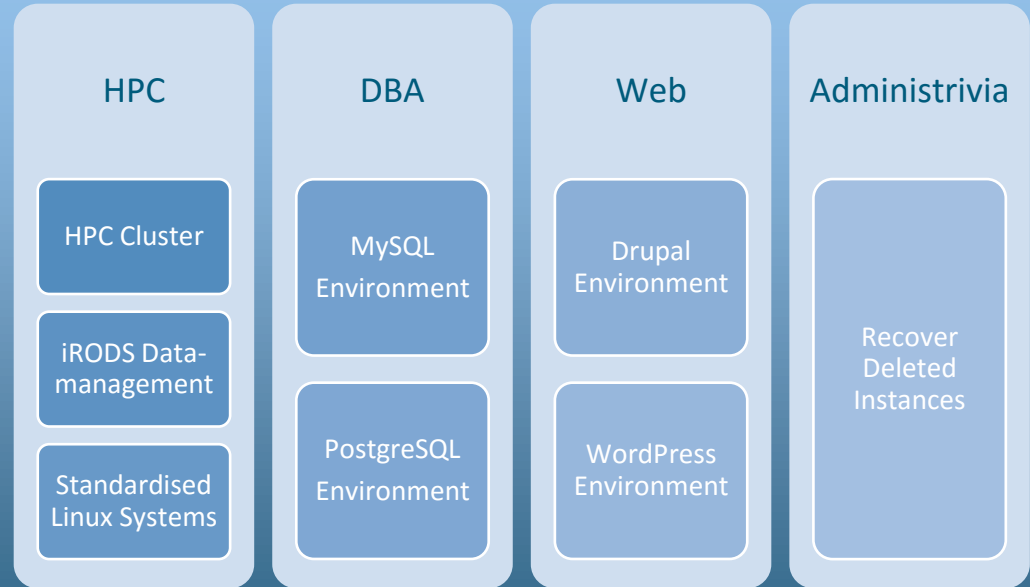 HPC
HPC Cluster
iRODS Data-
management
Standardised
Linux Systems
DBA
MySQL
Environment
PostgreSQL
Environment
Web
Drupal
Environment
WordPress
Environment
Administrivia
Recover
Deleted
Instances